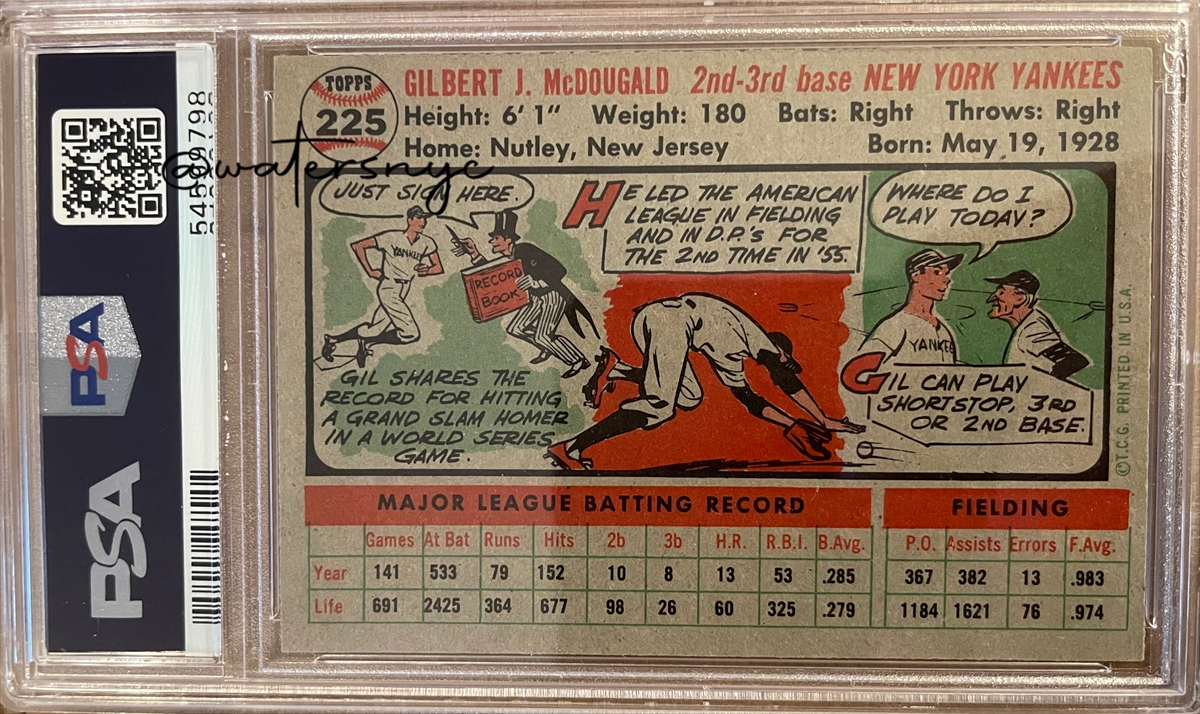 TOPPS
225
GILBERT J. McDOUGALD 2nd-3rd base NEW YORK YANKEES
Height: 6' 1" Weight: 180 Bats: Right Throws: Right
Home: Nutley, New Jersey Born: May 19, 1928
@watersnyc
JUST SIGN HERE.
YANKEE
RECORD
BOOK
GIL SHARES THE
RECORD FOR HITTING
A GRAND SLAM HOMER
IN A WORLD SERIES
GAME.
HE LED THE AMERICAN
LEAGUE IN FIELDING
AND IN D.P.'S FOR
THE 2ND TIME IN '55.
WHERE DO I
PLAY TODAY?
YANKEE
GIL CAN PLAY
SHORTSTOP, 3RD
OR 2ND BASE.
©T.C.G. PRINTED IN U.S.A.
MAJOR LEAGUE BATTING RECORD FIELDING
Games At Bat Runs Hits 2b 3b H.R. R.B.I. B.Avg. P.O. Assists Errors F.Avg.
Year 141 533 79 152 10 8 13 53 .285 367 382 13 .983
Life 691 2425 364 677 98 26 60 325 .279 1184 1621 76 .974
PSA
PSA